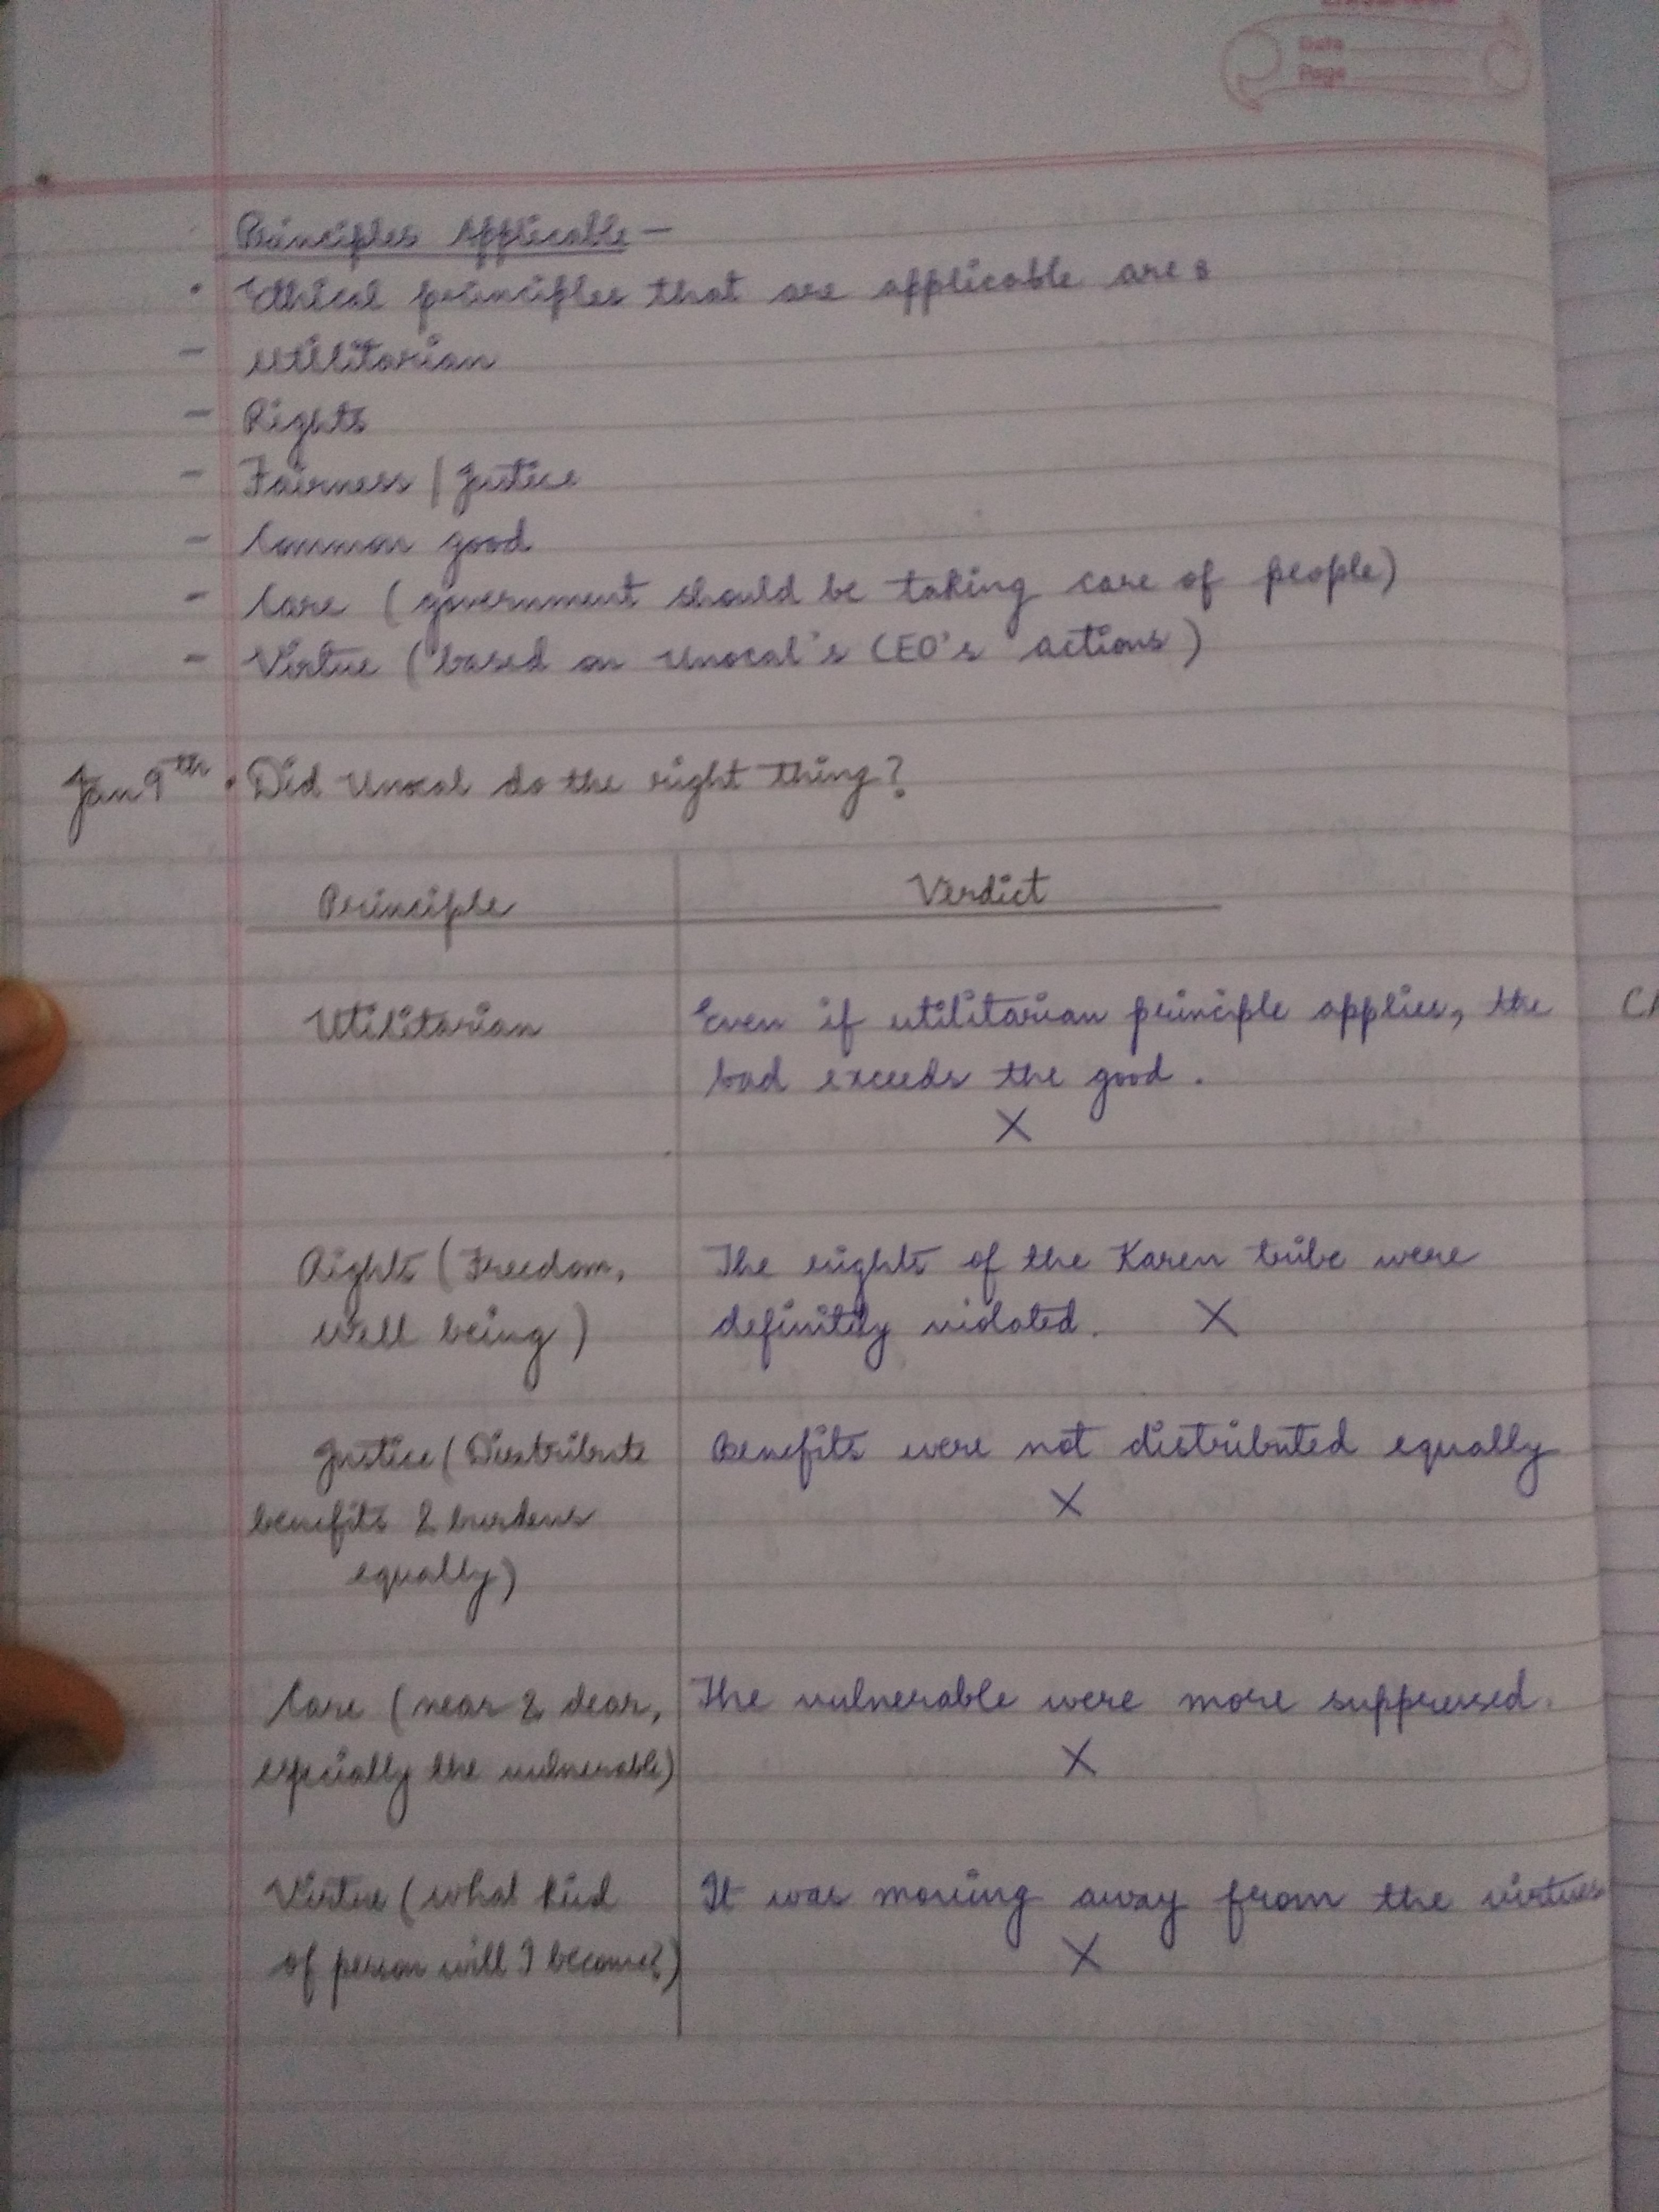 Date
Page
Principles Applicable —
• Ethical principles that are applicable are :
- Utilitarian
- Rights
- Fairness / Justice
- Common good
- Care (government should be taking care of people)
- Virtue (based on Unocal's CEO's actions)
Jan 9th • Did Unocal do the right thing?
Principle Verdict
Utilitarian Even if utilitarian principle applies, the
bad exceeds the good.
X
Rights (Freedom, The rights of the Karen tribe were
well being) definitely violated. X
Justice (Distribute Benefits were not distributed equally
benefits & burdens X
equally)
Care (near & dear, The vulnerable were more suppressed.
especially the vulnerable) X
Virtue (what kind It was moving away from the virtues
of person will I become?) X